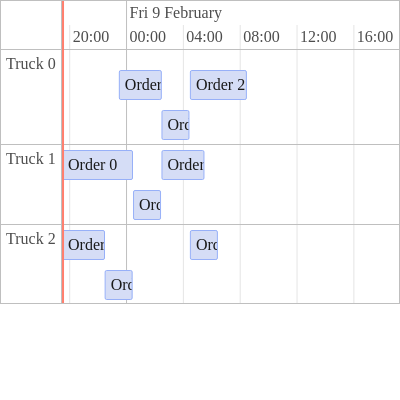 Fri 9 February
20:00 00:00 04:00 08:00 12:00 16:00
Truck 0
Order Order 2
Ord
Truck 1
Order 0 Order
Ord
Truck 2
Order Ord
Ord